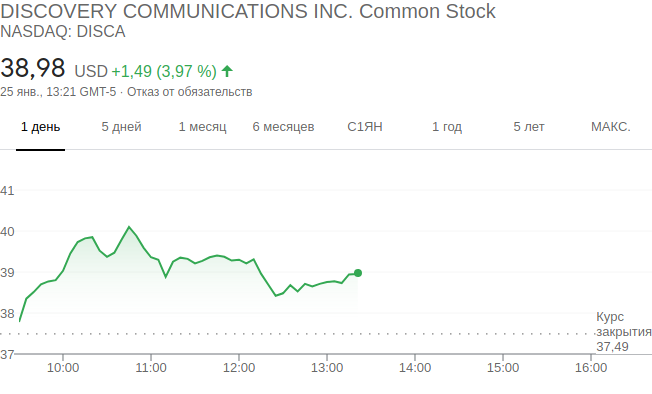 DISCOVERY COMMUNICATIONS INC. Common Stock
NASDAQ: DISCA
38,98 USD +1,49 (3,97 %)
25 янв., 13:21 GMT-5 · Отказ от обязательств
1 день 5 дней 1 месяц 6 месяцев С1ЯН 1 год 5 лет МАКС.
41
40
39
38
Курс
закрытия
37,49
37
10:00 11:00 12:00 13:00 14:00 15:00 16:00